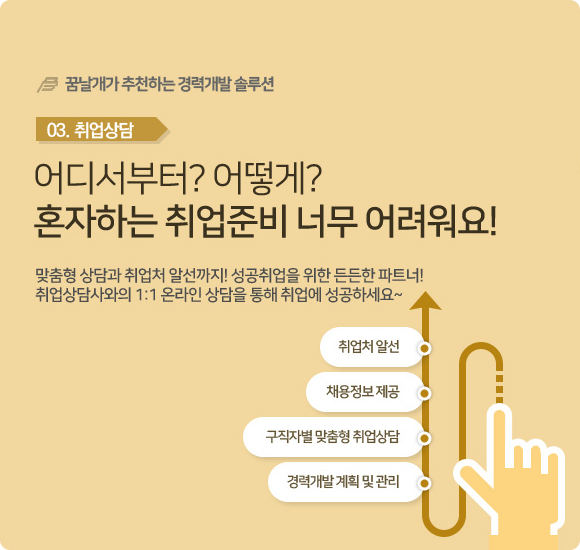 꿈날개가 추천하는 경력개발 솔루션
03. 취업상담
어디서부터? 어떻게?
혼자하는 취업준비 너무 어려워요!
맞춤형 상담과 취업처 알선까지! 성공취업을 위한 든든한 파트너!
취업상담사와의 1:1 온라인 상담을 통해 취업에 성공하세요~
취업처 알선
채용정보 제공
구직자별 맞춤형 취업상담
경력개발 계획 및 관리